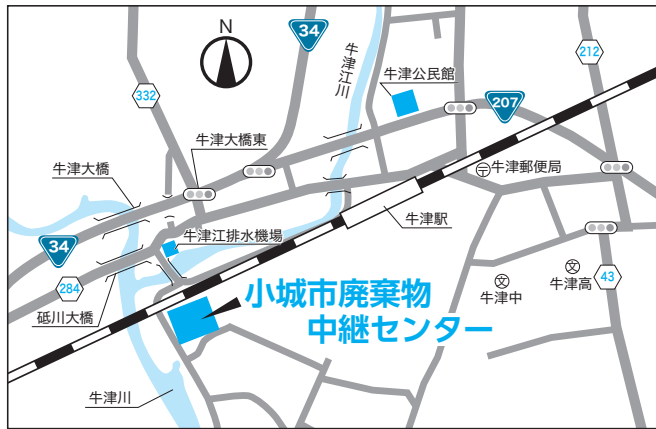 N
34
牛津江川
212
332
牛津公民館
207
牛津大橋東
牛津大橋
〒牛津郵便局
牛津駅
34
牛津江排水機場
284
文
牛津中
文
牛津高
43
小城市廃棄物
中継センター
砥川大橋
牛津川